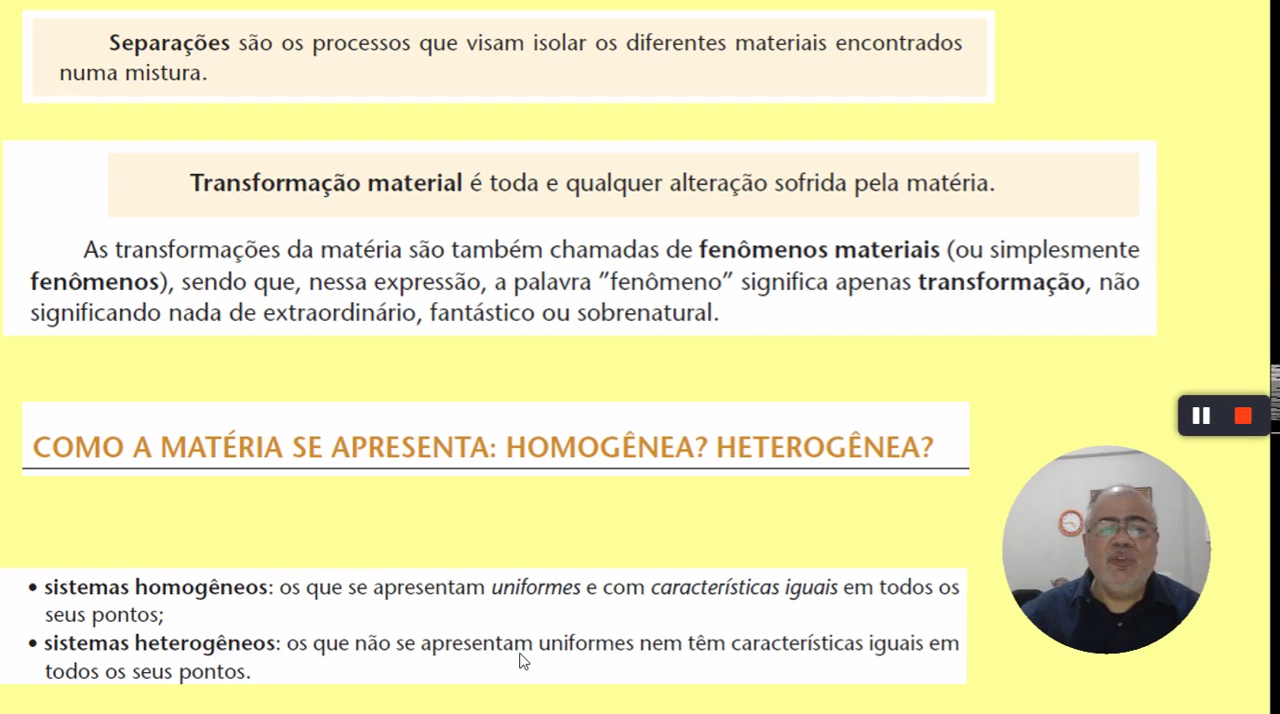 Separações são os processos que visam isolar os diferentes materiais encontrados
numa mistura.
Transformação material é toda e qualquer alteração sofrida pela matéria.
As transformações da matéria são também chamadas de fenômenos materiais (ou simplesmente
fenômenos), sendo que, nessa expressão, a palavra ”fenômeno” significa apenas transformação, não
significando nada de extraordinário, fantástico ou sobrenatural.
COMO A MATÉRIA SE APRESENTA: HOMOGÊNEA? HETEROGÊNEA?
• sistemas homogêneos: os que se apresentam uniformes e com características iguais em todos os
seus pontos;
• sistemas heterogêneos: os que não se apresentam uniformes nem têm características iguais em
todos os seus pontos.